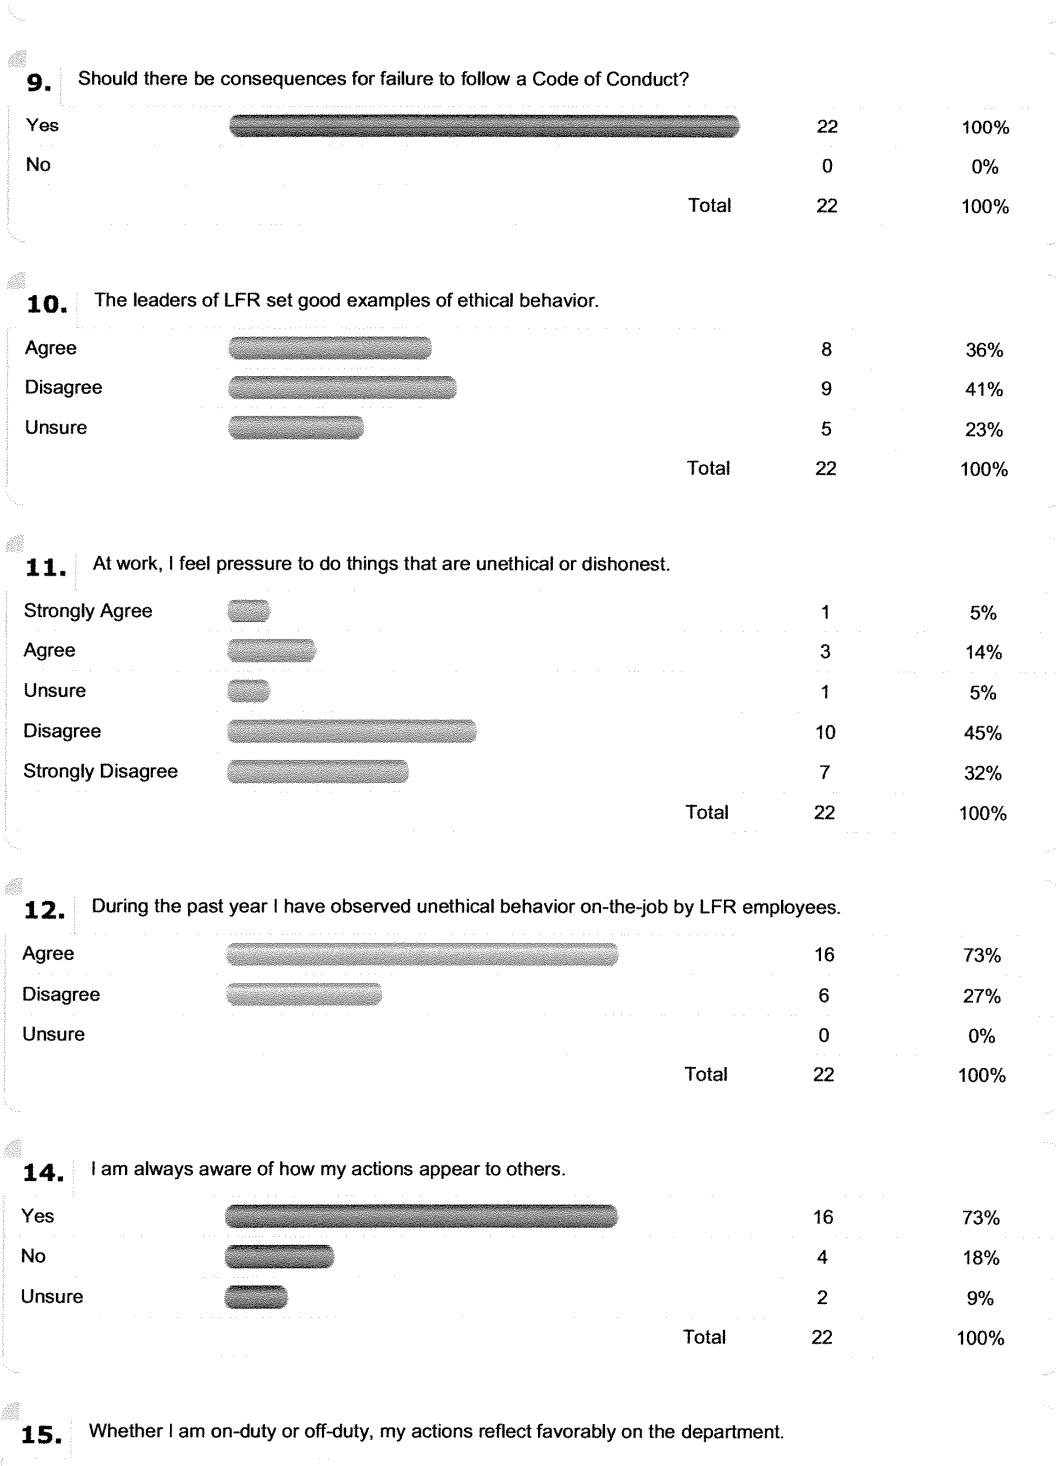 9. Should there be consequences for failure to follow a Code of Conduct?
Yes 22 100%
No 0 0%
Total 22 100%
10. The leaders of LFR set good examples of ethical behavior.
Agree 8 36%
Disagree 9 41%
Unsure 5 23%
Total 22 100%
11. At work, I feel pressure to do things that are unethical or dishonest.
Strongly Agree 1 5%
Agree 3 14%
Unsure 1 5%
Disagree 10 45%
Strongly Disagree 7 32%
Total 22 100%
12. During the past year I have observed unethical behavior on-the-job by LFR employees.
Agree 16 73%
Disagree 6 27%
Unsure 0 0%
Total 22 100%
14. I am always aware of how my actions appear to others.
Yes 16 73%
No 4 18%
Unsure 2 9%
Total 22 100%
15. Whether I am on-duty or off-duty, my actions reflect favorably on the department.